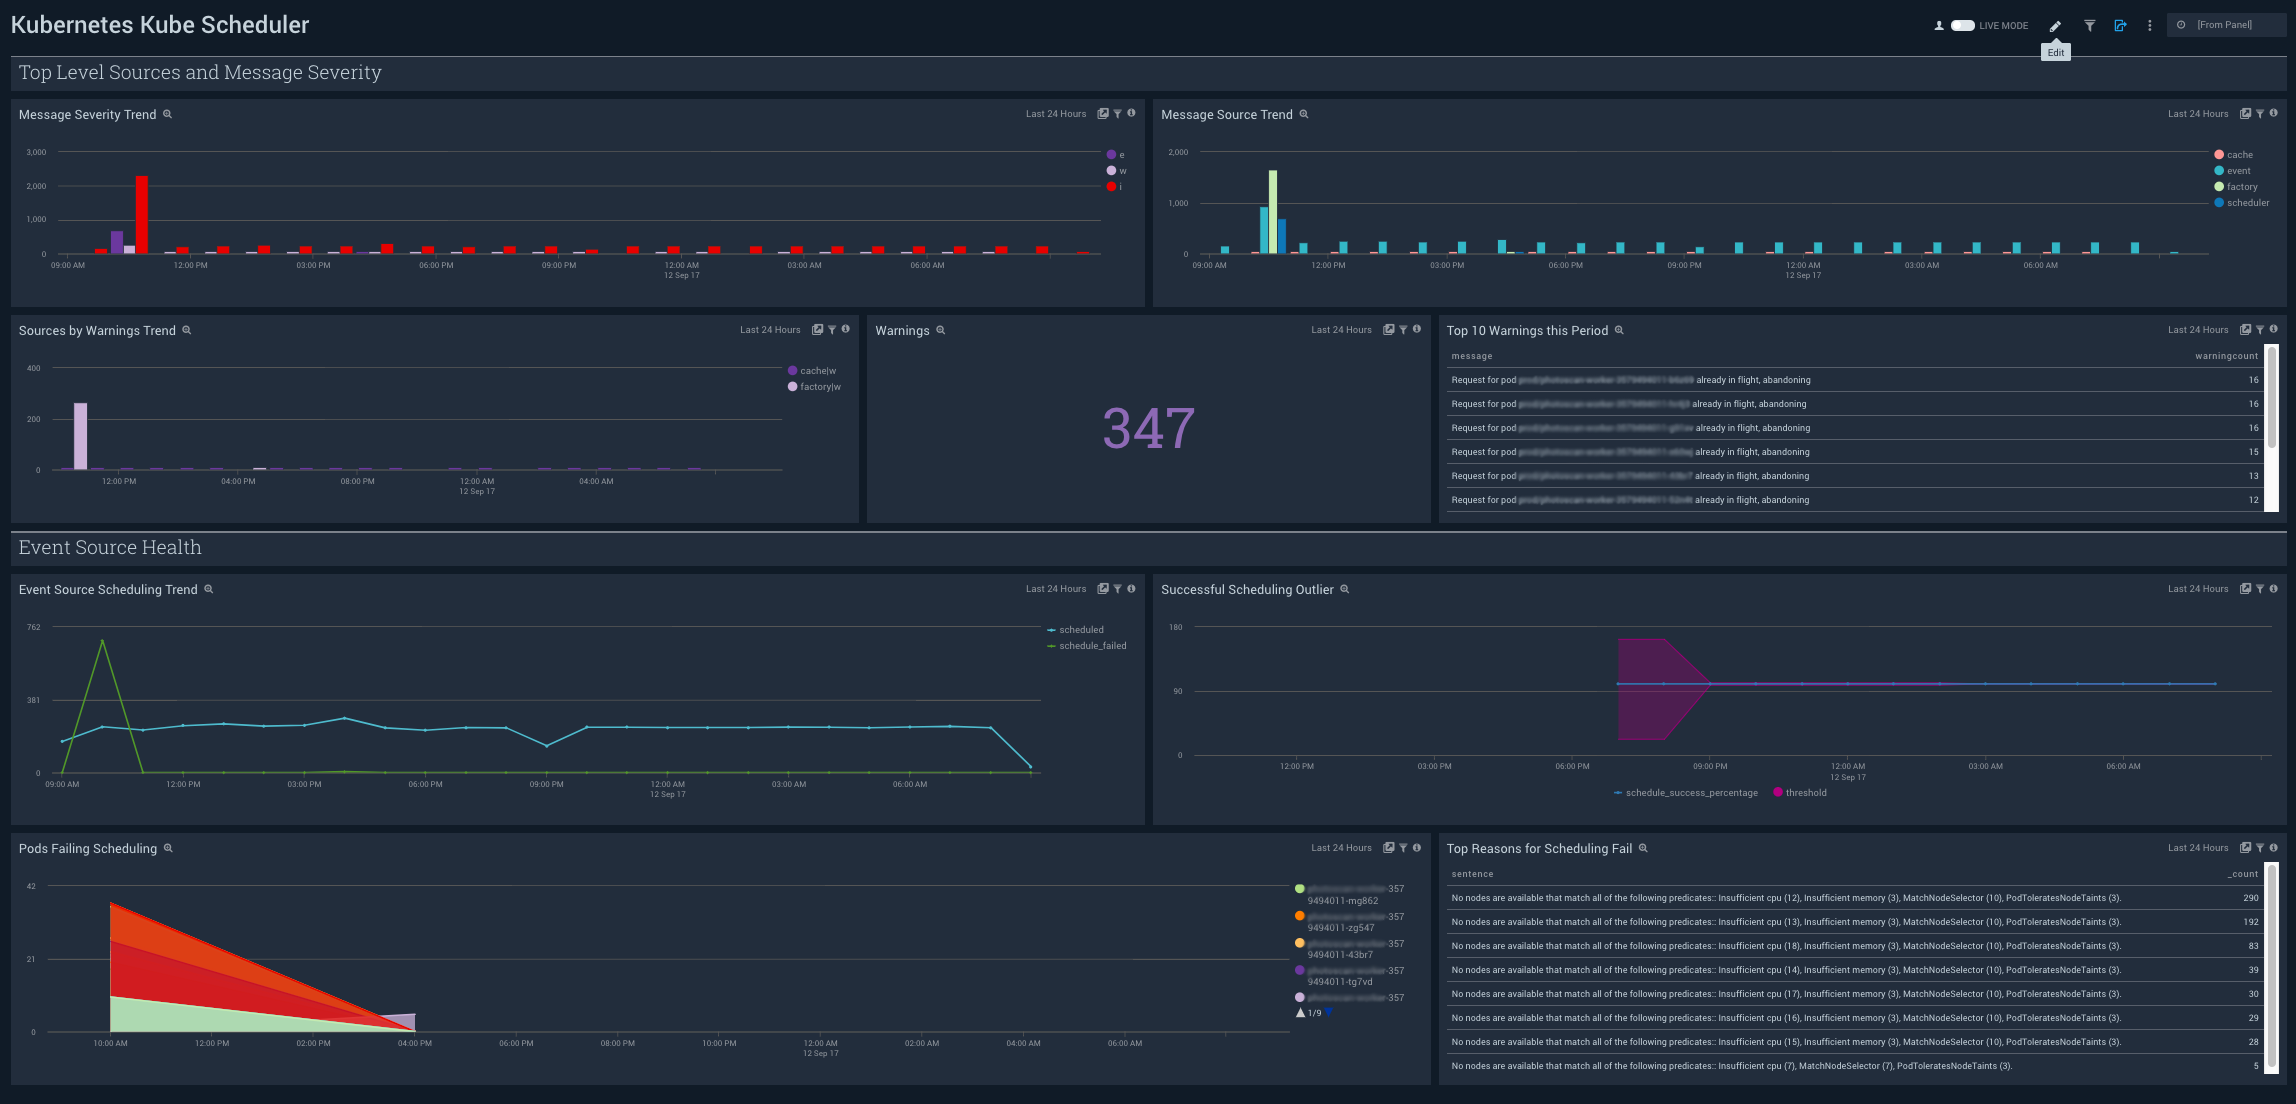 Kubernetes Kube Scheduler
LIVE MODE
[From Panel]
Edit
Top Level Sources and Message Severity
Message Severity Trend
Last 24 Hours
3,000
2,000
1,000
0
09:00 AM
12:00 PM
03:00 PM
06:00 PM
09:00 PM
12:00 AM
12 Sep 17
03:00 AM
06:00 AM
e
w
i
Message Source Trend
Last 24 Hours
2,000
1,000
0
09:00 AM
12:00 PM
03:00 PM
06:00 PM
09:00 PM
12:00 AM
12 Sep 17
03:00 AM
06:00 AM
cache
event
factory
scheduler
Sources by Warnings Trend
Last 24 Hours
400
200
0
12:00 PM
04:00 PM
08:00 PM
12:00 AM
12 Sep 17
04:00 AM
cache|w
factory|w
Warnings
Last 24 Hours
347
Top 10 Warnings this Period
Last 24 Hours
message warningcount
Request for pod already in flight, abandoning 16
Request for pod already in flight, abandoning 16
Request for pod already in flight, abandoning 16
Request for pod already in flight, abandoning 15
Request for pod already in flight, abandoning 13
Request for pod already in flight, abandoning 12
Event Source Health
Event Source Scheduling Trend
Last 24 Hours
762
381
0
09:00 AM
12:00 PM
03:00 PM
06:00 PM
09:00 PM
12:00 AM
12 Sep 17
03:00 AM
06:00 AM
scheduled
schedule_failed
Successful Scheduling Outlier
Last 24 Hours
180
90
0
12:00 PM
03:00 PM
06:00 PM
09:00 PM
12:00 AM
12 Sep 17
03:00 AM
06:00 AM
schedule_success_percentage
threshold
Pods Failing Scheduling
Last 24 Hours
42
21
0
10:00 AM
12:00 PM
02:00 PM
04:00 PM
06:00 PM
08:00 PM
10:00 PM
12:00 AM
12 Sep 17
02:00 AM
04:00 AM
06:00 AM
-357
9494011-mg862
-357
9494011-zg547
-357
9494011-43br7
-357
9494011-tg7vd
-357
1/9
Top Reasons for Scheduling Fail
Last 24 Hours
sentence _count
No nodes are available that match all of the following predicates:: Insufficient cpu (12), Insufficient memory (3), MatchNodeSelector (10), PodToleratesNodeTaints (3). 290
No nodes are available that match all of the following predicates:: Insufficient cpu (13), Insufficient memory (3), MatchNodeSelector (10), PodToleratesNodeTaints (3). 192
No nodes are available that match all of the following predicates:: Insufficient cpu (18), Insufficient memory (3), MatchNodeSelector (10), PodToleratesNodeTaints (3). 83
No nodes are available that match all of the following predicates:: Insufficient cpu (14), Insufficient memory (3), MatchNodeSelector (10), PodToleratesNodeTaints (3). 39
No nodes are available that match all of the following predicates:: Insufficient cpu (17), Insufficient memory (3), MatchNodeSelector (10), PodToleratesNodeTaints (3). 30
No nodes are available that match all of the following predicates:: Insufficient cpu (16), Insufficient memory (3), MatchNodeSelector (10), PodToleratesNodeTaints (3). 29
No nodes are available that match all of the following predicates:: Insufficient cpu (15), Insufficient memory (3), MatchNodeSelector (10), PodToleratesNodeTaints (3). 28
No nodes are available that match all of the following predicates:: Insufficient cpu (7), MatchNodeSelector (7), PodToleratesNodeTaints (3). 5